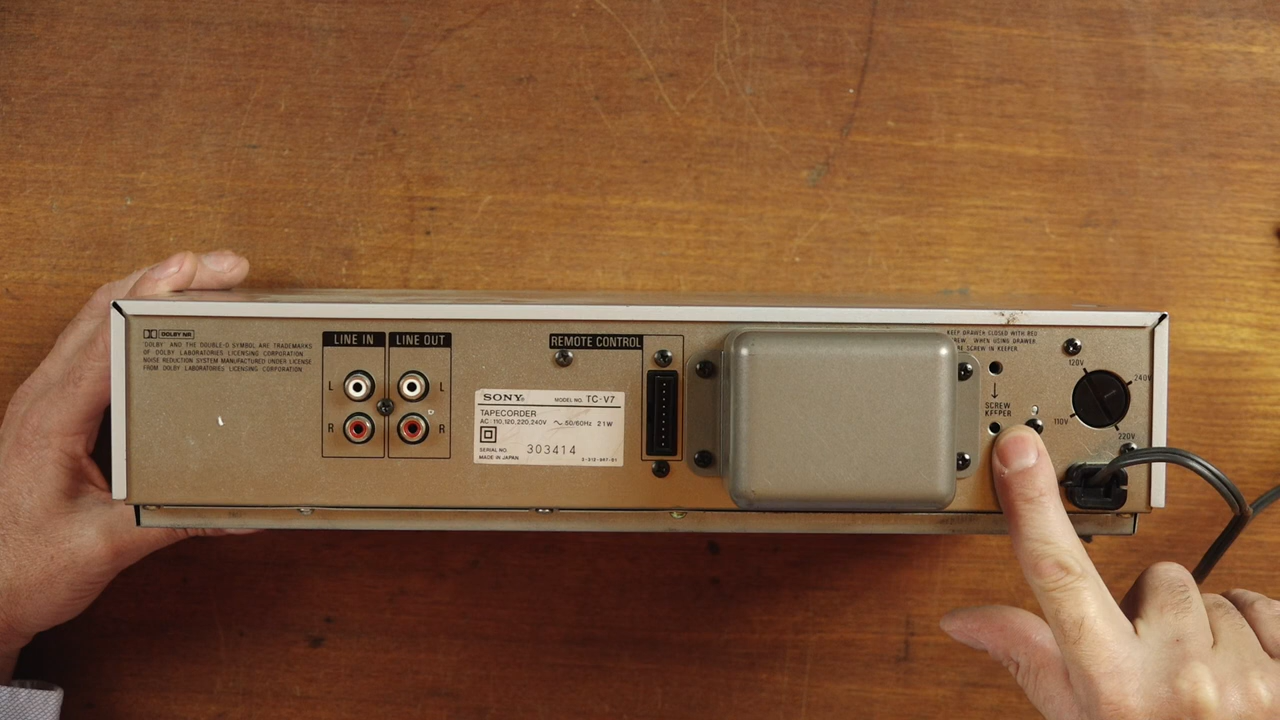 DOLBY NR
'DOLBY' AND THE DOUBLE-D SYMBOL ARE TRADEMARKS
OF DOLBY LABORATORIES LICENSING CORPORATION.
NOISE REDUCTION SYSTEM MANUFACTURED UNDER LICENSE
FROM DOLBY LABORATORIES LICENSING CORPORATION.
LINE IN
LINE OUT
L
L
R
R
SONY®
MODEL NO. TC-V7
TAPECORDER
AC 110,120,220,240V ～50/60Hz 21W
SERIAL NO. 303414
MADE IN JAPAN
REMOTE CONTROL
KEEP DRAWER CLOSED WITH RED
WHEN USING DRAWER,
SCREW IN KEEPER.
↓
SCREW
KEEPER
120V
240V
110V
220V